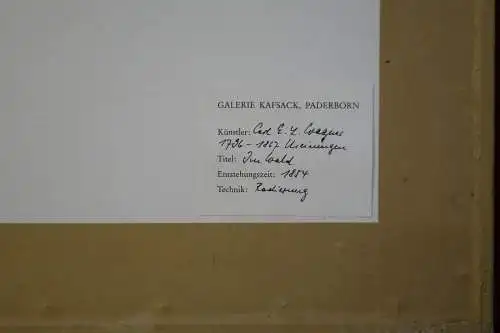 GALERIE KAFSACK, PADERBORN
Künstler: Carl E. L. Wagner
1796–1867 Meiningen
Titel: Im Wald
Entstehungszeit: 1854
Technik: Radierung